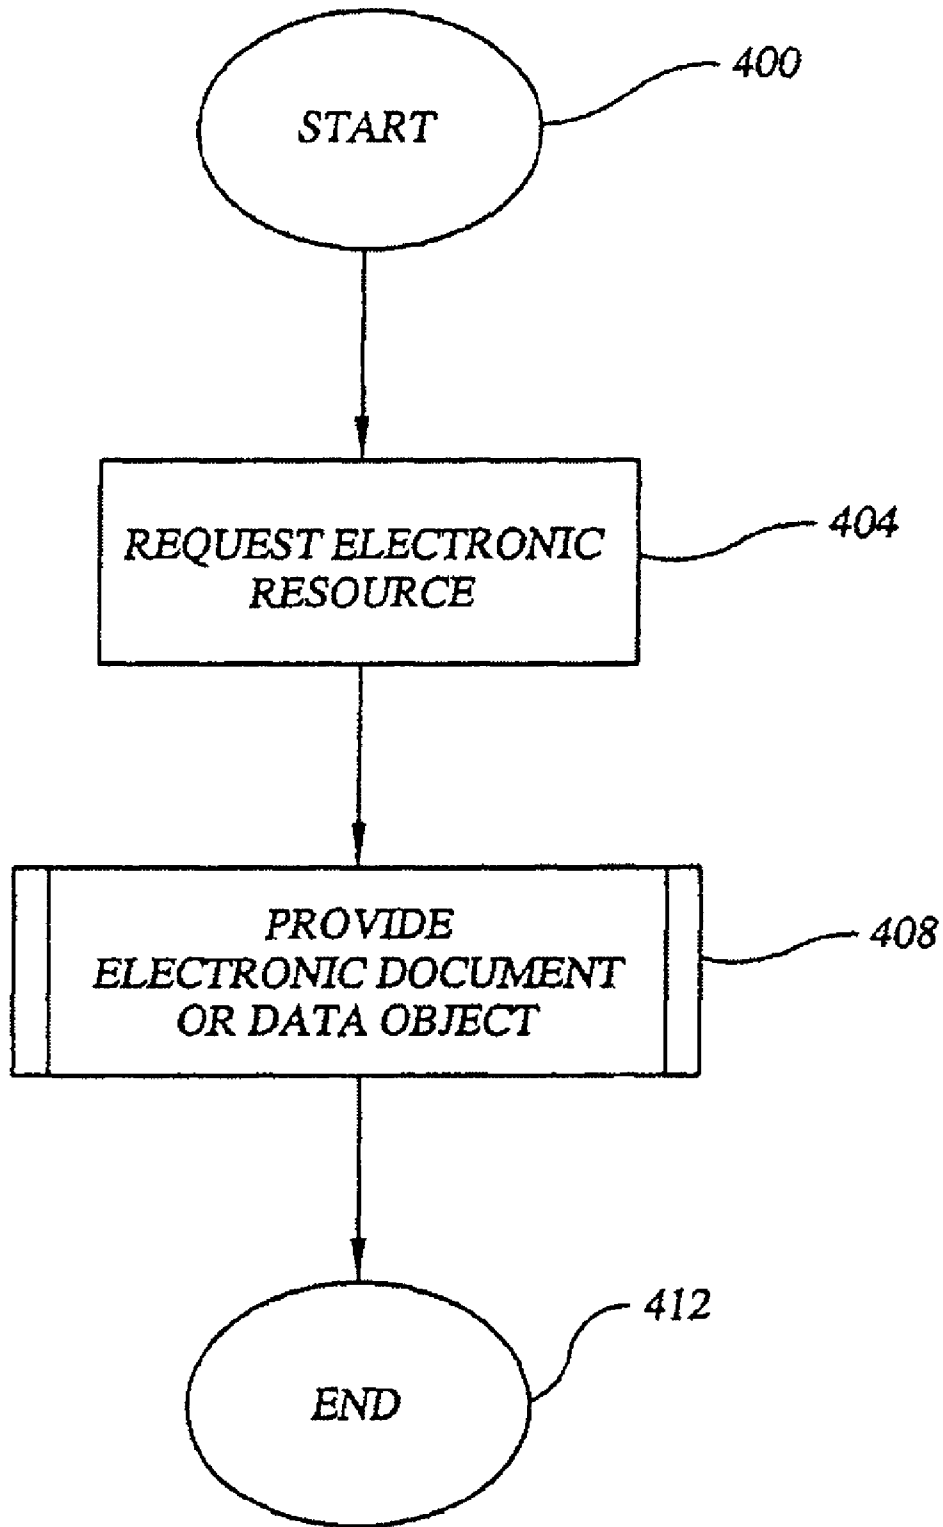 400
START
404
REQUEST ELECTRONIC
RESOURCE
408
PROVIDE
ELECTRONIC DOCUMENT
OR DATA OBJECT
412
END